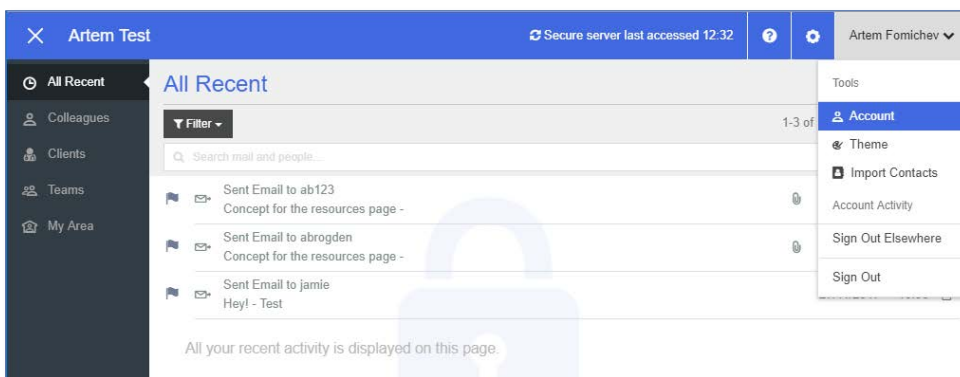 Artem Test
Secure server last accessed 12:32
Artem Fomichev
All Recent
Colleagues
Clients
Teams
My Area
All Recent
Filter
1-3 of
Search mail and people...
Sent Email to ab123
Concept for the resources page -
Sent Email to abrogden
Concept for the resources page -
Sent Email to jamie
Hey! - Test
All your recent activity is displayed on this page.
Tools
Account
Theme
Import Contacts
Account Activity
Sign Out Elsewhere
Sign Out